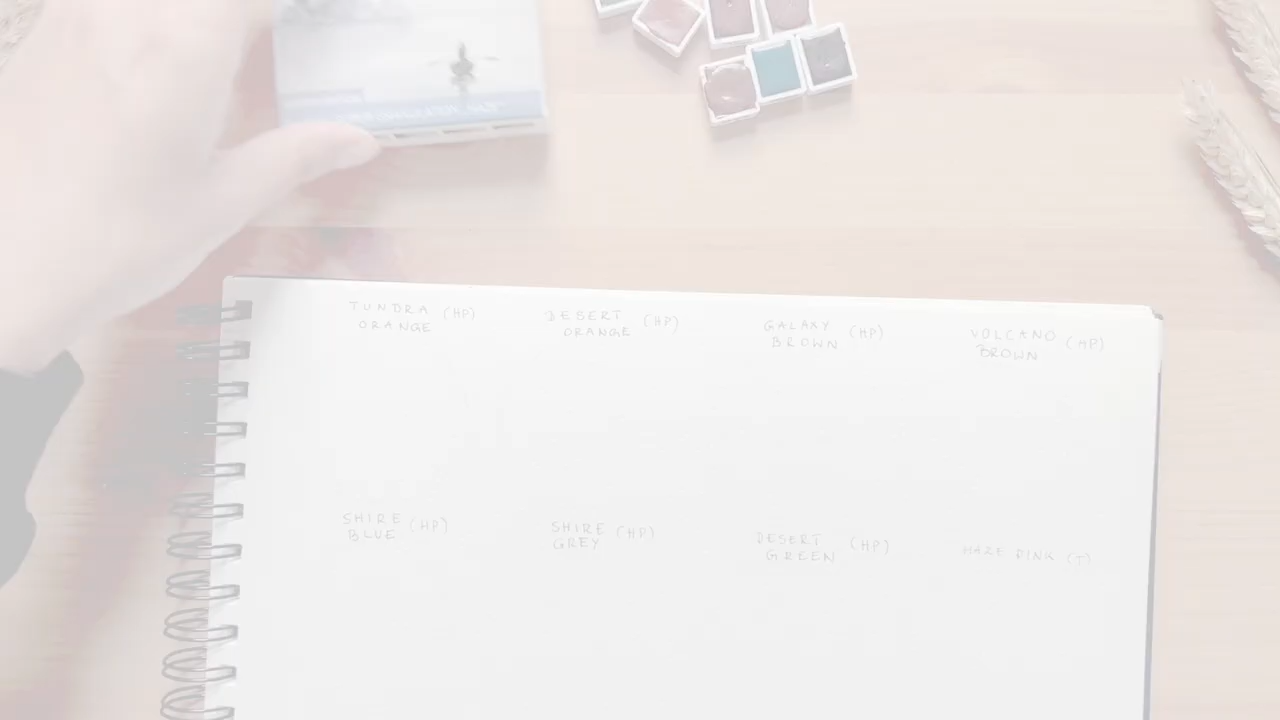 TUNDRA (HP)
ORANGE
DESERT (HP)
ORANGE
GALAXY (HP)
BROWN
VOLCANO (HP)
BROWN
SHIRE (HP)
BLUE
SHIRE (HP)
GREY
DESERT (HP)
GREEN
HAZE PINK (T)